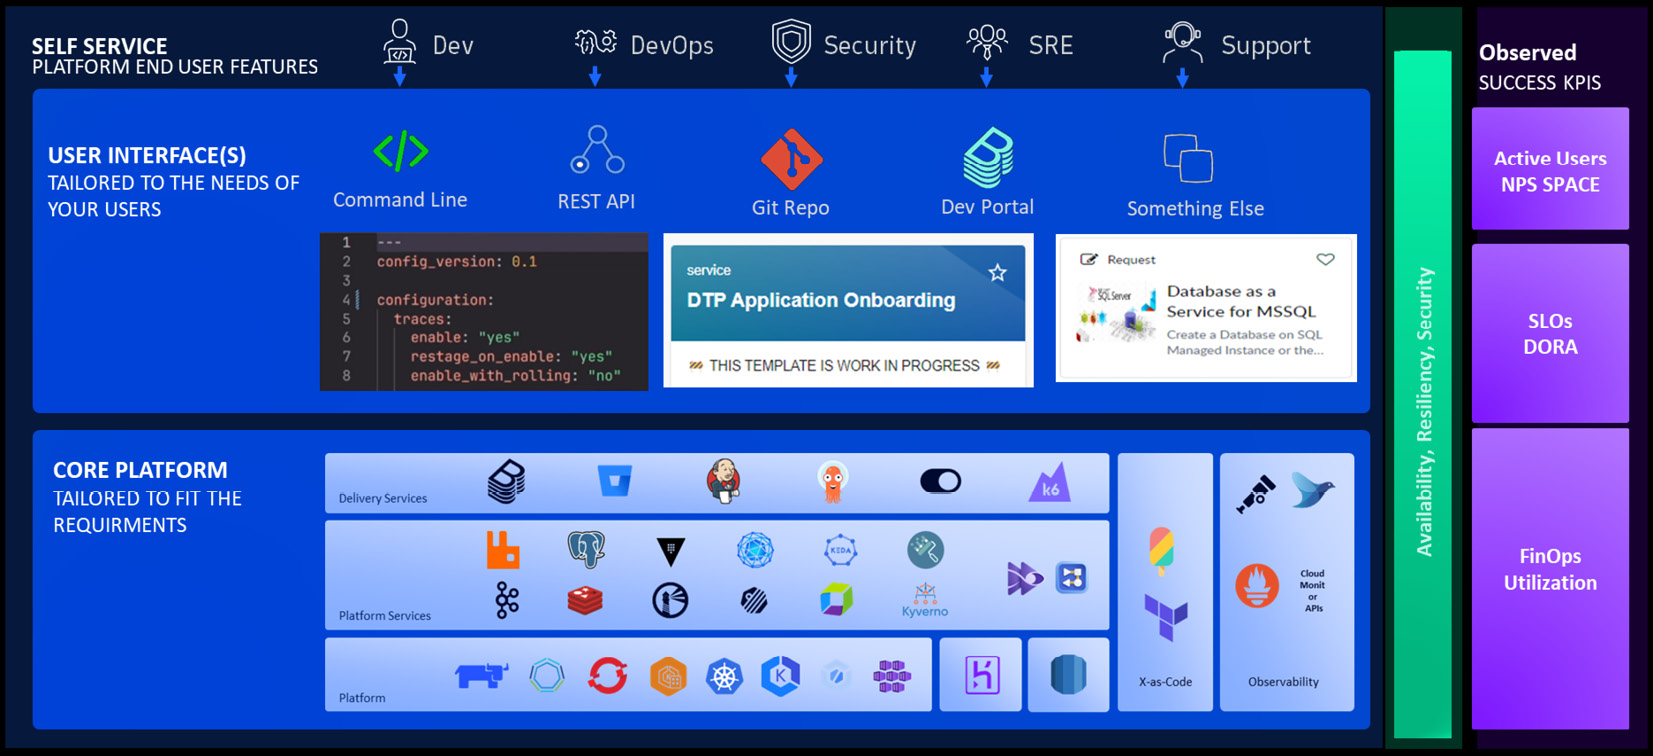 SELF SERVICE
PLATFORM END USER FEATURES
Dev
DevOps
Security
SRE
Support
USER INTERFACE(S)
TAILORED TO THE NEEDS OF
YOUR USERS
Command Line
REST API
Git Repo
Dev Portal
Something Else
1 ---
2 config_version: 0.1
3
4 configuration:
5 traces:
6 enable: "yes"
7 restage_on_enable: "yes"
8 enable_with_rolling: "no"
service
DTP Application Onboarding
THIS TEMPLATE IS WORK IN PROGRESS
Request
SQL Server
Database as a
Service for MSSQL
Create a Database on SQL
Managed Instance or the...
CORE PLATFORM
TAILORED TO FIT THE
REQUIRMENTS
Delivery Services
k6
Platform Services
KEDA
Kyverno
Platform
K
X-as-Code
Cloud
Monit
or
APIs
Observability
Availability, Resiliency, Security
Observed
SUCCESS KPIS
Active Users
NPS SPACE
SLOs
DORA
FinOps
Utilization